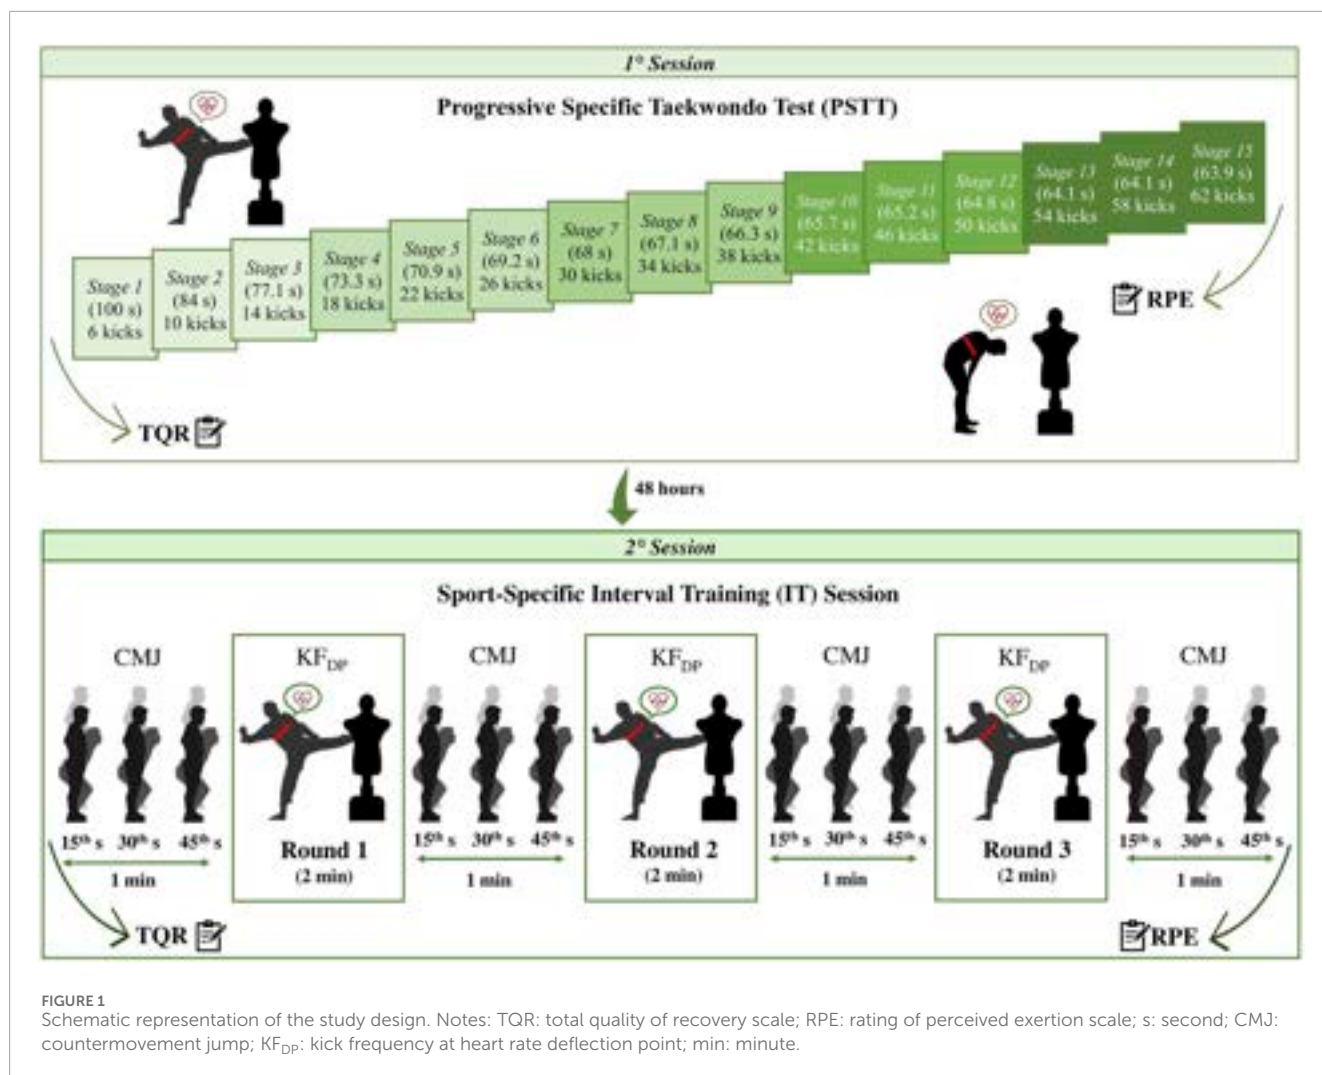 1° Session
Progressive Specific Taekwondo Test (PSTT)
Stage 1
(100 s)
6 kicks
Stage 2
(84 s)
10 kicks
Stage 3
(77.1 s)
14 kicks
Stage 4
(73.3 s)
18 kicks
Stage 5
(70.9 s)
22 kicks
Stage 6
(69.2 s)
26 kicks
Stage 7
(68 s)
30 kicks
Stage 8
(67.1 s)
34 kicks
Stage 9
(66.3 s)
38 kicks
Stage 10
(65.7 s)
42 kicks
Stage 11
(65.2 s)
46 kicks
Stage 12
(64.8 s)
50 kicks
Stage 13
(64.1 s)
54 kicks
Stage 14
(64.1 s)
58 kicks
Stage 15
(63.9 s)
62 kicks
RPE
TQR
48 hours
2° Session
Sport-Specific Interval Training (IT) Session
CMJ
KFDP
CMJ
KFDP
CMJ
KFDP
CMJ
15th s 30th s 45th s
1 min
Round 1
(2 min)
15th s 30th s 45th s
1 min
Round 2
(2 min)
15th s 30th s 45th s
1 min
Round 3
(2 min)
15th s 30th s 45th s
1 min
TQR
RPE
FIGURE 1
Schematic representation of the study design. Notes: TQR: total quality of recovery scale; RPE: rating of perceived exertion scale; s: second; CMJ:
countermovement jump; KFDP: kick frequency at heart rate deflection point; min: minute.